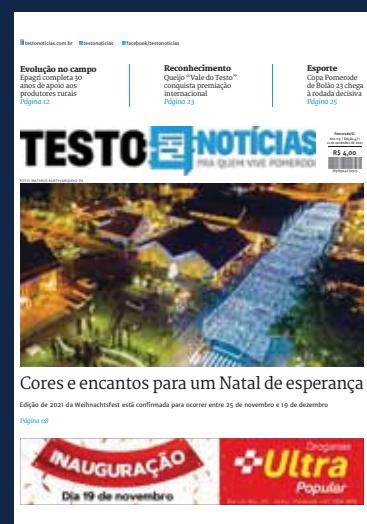 testonoticias.com.br testonoticias facebook/testonoticias
Evolução no campo
Epagri completa 30
anos de apoio aos
produtores rurais
Página 12
Reconhecimento
Queijo “Vale do Testo”
conquista premiação
internacional
Página 23
Esporte
Copa Pomerode
de Bolão 23 chega
à rodada decisiva
Página 25
TESTO NOTÍCIAS
PRA QUEM VIVE POMERODE!
Pomerode/SC
R$ 4,00
Cores e encantos para um Natal de esperança
Edição de 2021 da Weihnachtsfest está confirmada para ocorrer entre 25 de novembro e 19 de dezembro
Página 08
INAUGURAÇÃO
Dia 19 de novembro
Drogarias
Ultra
Popular